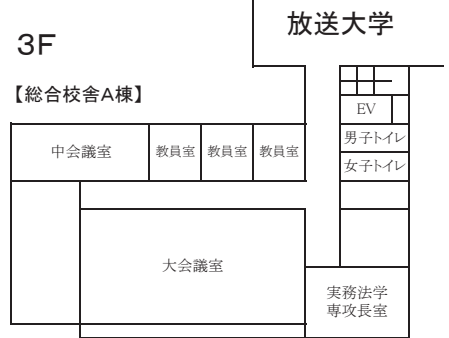 放送大学
3F
【総合校舎A棟】
EV
男子トイレ
中会議室 教員室 教員室 教員室
女子トイレ
大会議室
実務法学
専攻長室